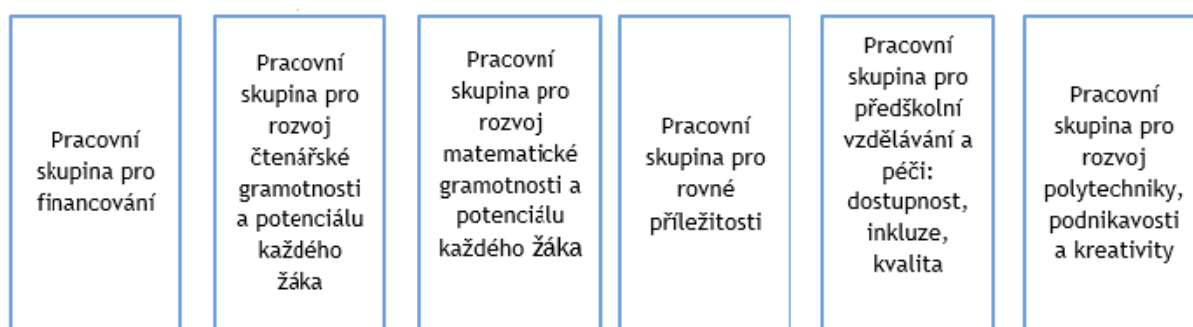 Pracovní
skupina pro
financování
Pracovní
skupina pro
rozvoj
čtenářské
gramotnosti
a potenciálu
každého
žáka
Pracovní
skupina pro
rozvoj
matematické
gramotnosti a
potenciálu
každého žáka
Pracovní
skupina pro
rovné
příležitosti
Pracovní
skupina pro
předškolní
vzdělávání a
péči:
dostupnost,
inkluze,
kvalita
Pracovní
skupina pro
rozvoj
polytechniky,
podnikavosti
a kreativity